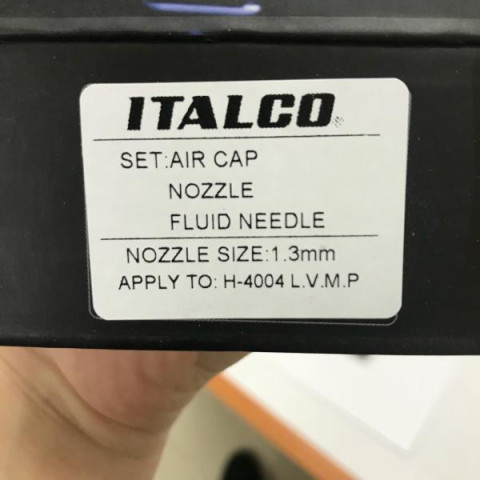 ITALCO
SET:AIR CAP
NOZZLE
FLUID NEEDLE
NOZZLE SIZE:1.3mm
APPLY TO: H-4004 L.V.M.P